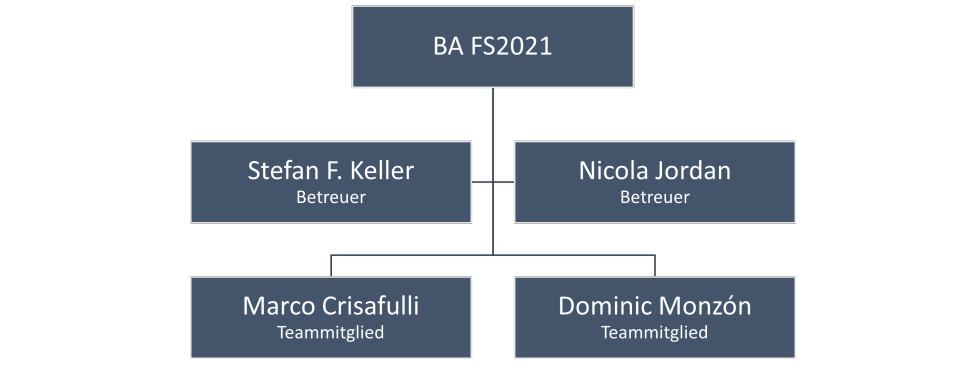 BA FS2021
Stefan F. Keller
Betreuer
Nicola Jordan
Betreuer
Marco Crisafulli
Teammitglied
Dominic Monzón
Teammitglied